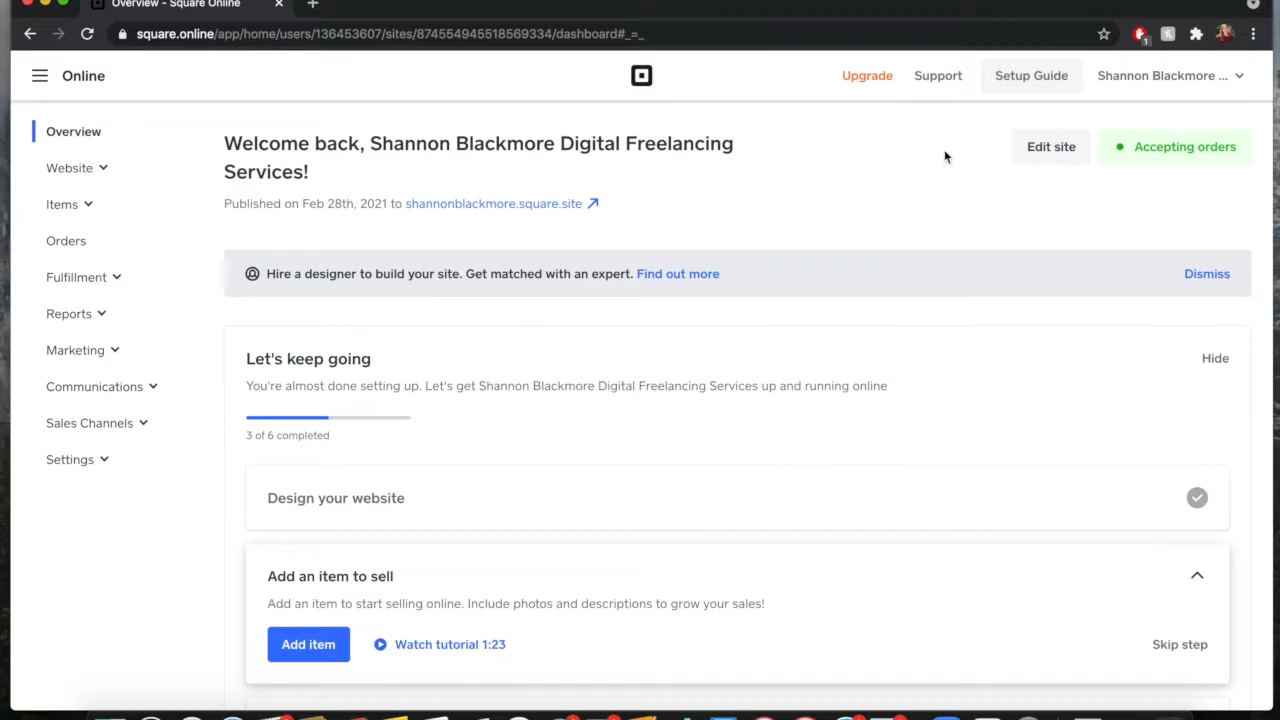 Overview - Square Online
square.online/app/home/users/136453607/sites/874554945518569334/dashboard#_=_
1
Online
Upgrade
Support
Setup Guide
Shannon Blackmore ...
Overview
Website
Items
Orders
Fulfillment
Reports
Marketing
Communications
Sales Channels
Settings
Welcome back, Shannon Blackmore Digital Freelancing
Services!
Edit site
Accepting orders
Published on Feb 28th, 2021 to shannonblackmore.square.site
Hire a designer to build your site. Get matched with an expert. Find out more
Dismiss
Let's keep going
Hide
You're almost done setting up. Let's get Shannon Blackmore Digital Freelancing Services up and running online
3 of 6 completed
Design your website
Add an item to sell
Add an item to start selling online. Include photos and descriptions to grow your sales!
Add item
Watch tutorial 1:23
Skip step